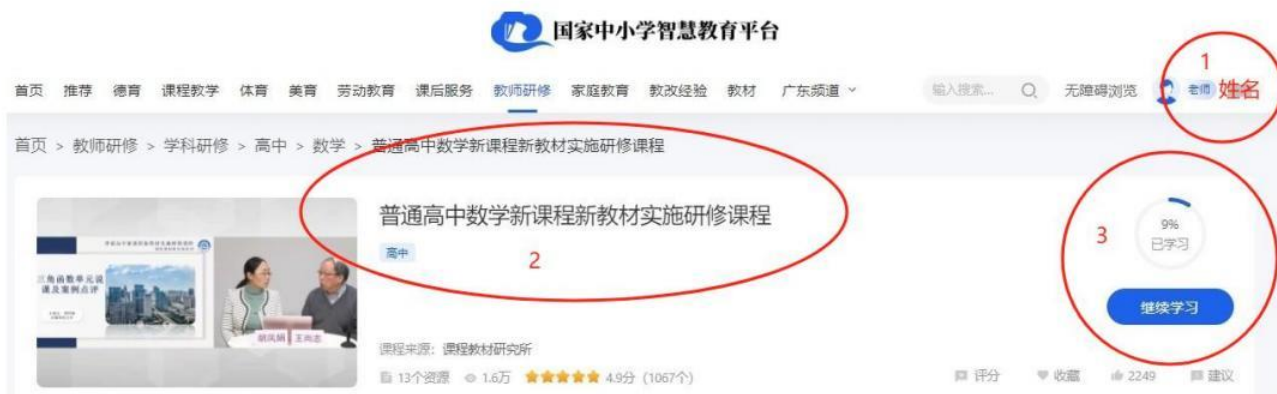 国家中小学智慧教育平台
1
首页 推荐 德育 课程教学 体育 美育 劳动教育 课后服务 教师研修 家庭教育 教改经验 教材 广东频道 输入搜索... 无障碍浏览 老师 姓名
首页 > 教师研修 > 学科研修 > 高中 > 数学 > 普通高中数学新课程新教材实施研修课程
普通高中数学新课程新教材实施研修课程
高中
2
3
9%
已学习
继续学习
三角函数单元说
课及案例点评
胡凤娟 王尚志
课程来源：课程教材研究所
13个资源 1.6万 4.9分 (1067个) 评分 收藏 2249 建议